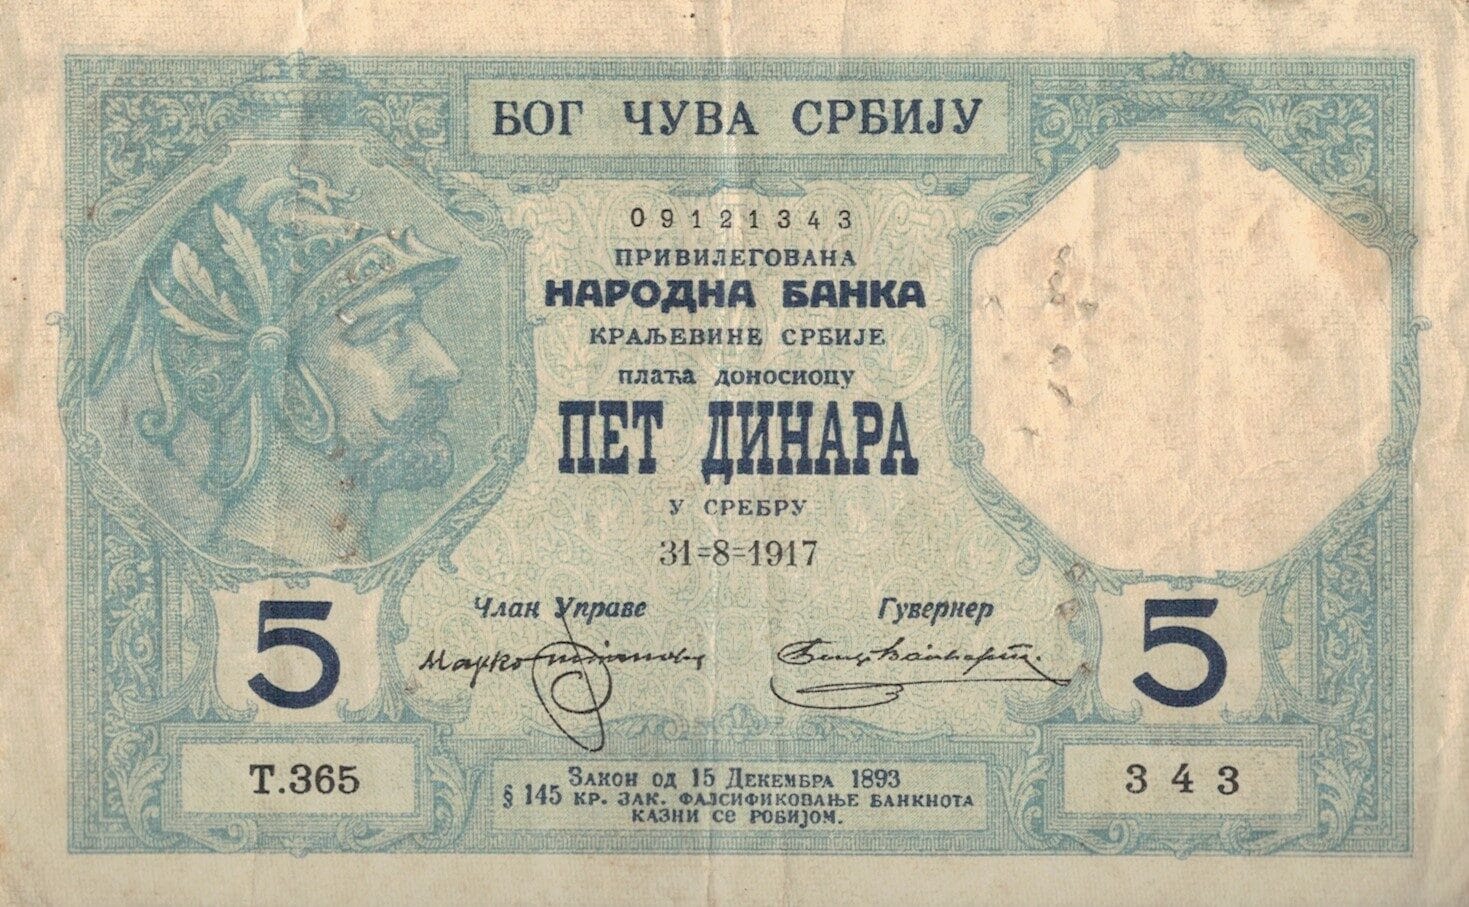 БОГ ЧУВА СРБИЈУ
09121343
ПРИВИЛЕГОВАНА
НАРОДНА БАНКА
КРАЉЕВИНЕ СРБИЈЕ
ПЛАЋА ДОНОСИОЦУ
ПЕТ ДИНАРА
У СРЕБРУ
31=8=1917
Члан Управе Гувернер
Марко
5 5
Т.365 343
ЗАКОН ОД 15 ДЕКЕМБРА 1893
§ 145 КР. ЗАК. ФАЛСИФИКОВАЊЕ БАНКНОТА
КАЗНИ СЕ РОБИЈОМ.